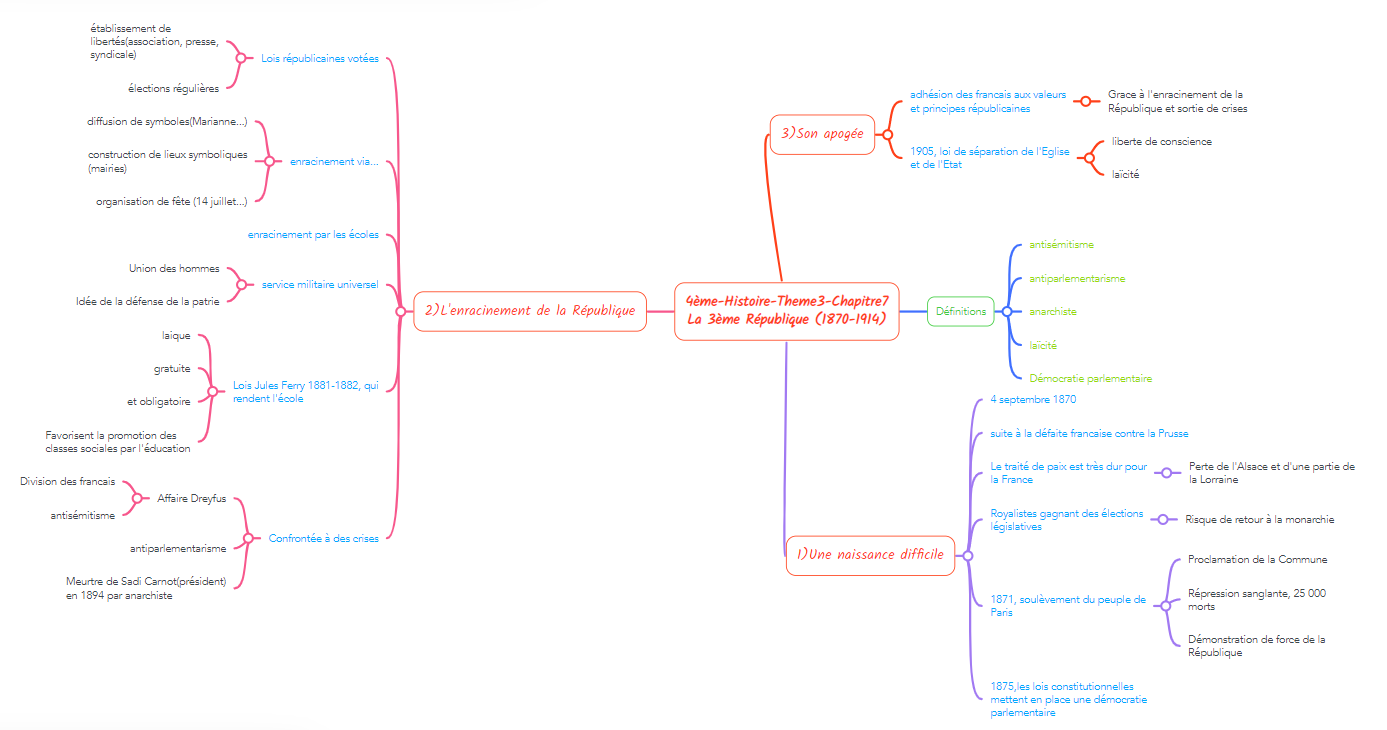 4ème-Histoire-Theme3-Chapitre7
La 3ème République (1870-1914)
1)Une naissance difficile
4 septembre 1870
suite à la défaite francaise contre la Prusse
Le traité de paix est très dur pour
la France
Perte de l'Alsace et d'une partie de
la Lorraine
Royalistes gagnant des élections
législatives
Risque de retour à la monarchie
1871, soulèvement du peuple de
Paris
Proclamation de la Commune
Répression sanglante, 25 000
morts
Démonstration de force de la
République
1875,les lois constitutionnelles
mettent en place une démocratie
parlementaire
2)L'enracinement de la République
Lois républicaines votées
établissement de
libertés(association, presse,
syndicale)
élections régulières
enracinement via...
diffusion de symboles(Marianne...)
construction de lieux symboliques
(mairies)
organisation de fête (14 juillet...)
enracinement par les écoles
service militaire universel
Union des hommes
Idée de la défense de la patrie
Lois Jules Ferry 1881-1882, qui
rendent l'école
laique
gratuite
et obligatoire
Favorisent la promotion des
classes sociales par l'éducation
Confrontée à des crises
Affaire Dreyfus
Division des francais
antisémitisme
antiparlementarisme
Meurtre de Sadi Carnot(président)
en 1894 par anarchiste
3)Son apogée
adhésion des francais aux valeurs
et principes républicaines
Grace à l'enracinement de la
République et sortie de crises
1905, loi de séparation de l'Eglise
et de l'Etat
liberte de conscience
laïcité
Définitions
antisémitisme
antiparlementarisme
anarchiste
laïcité
Démocratie parlementaire